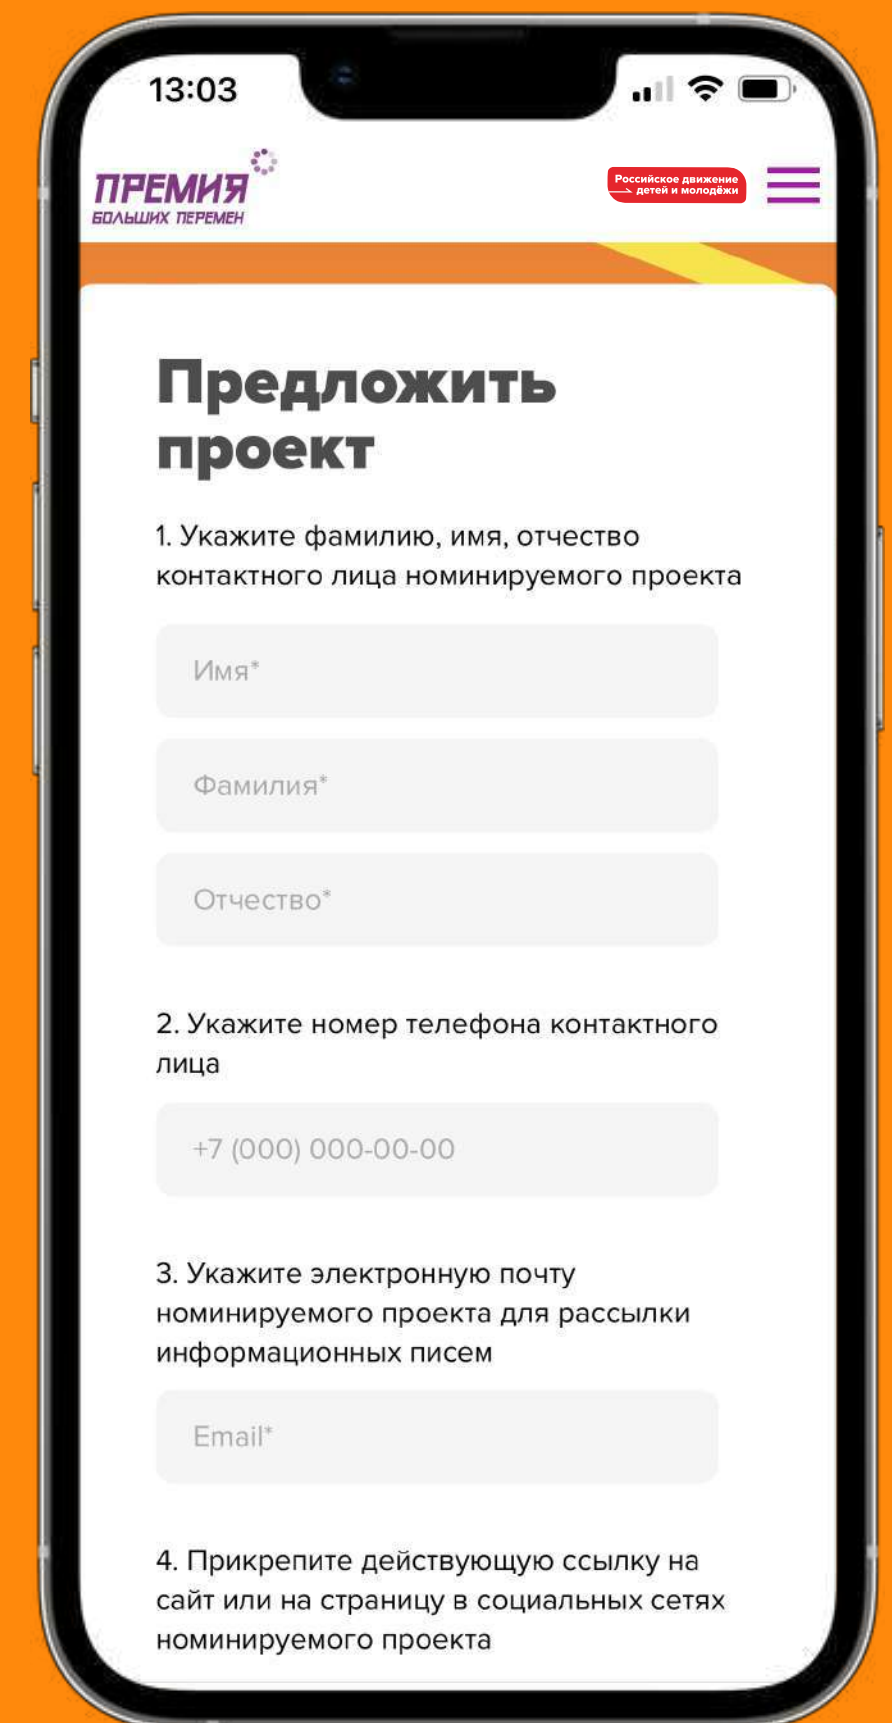 13:03
ПРЕМИЯ
БОЛЬШИХ ПЕРЕМЕН
Российское движение
детей и молодёжи
Предложить
проект
1. Укажите фамилию, имя, отчество
контактного лица номинируемого проекта
Имя*
Фамилия*
Отчество*
2. Укажите номер телефона контактного
лица
+7 (000) 000-00-00
3. Укажите электронную почту
номинируемого проекта для рассылки
информационных писем
Email*
4. Прикрепите действующую ссылку на
сайт или на страницу в социальных сетях
номинируемого проекта